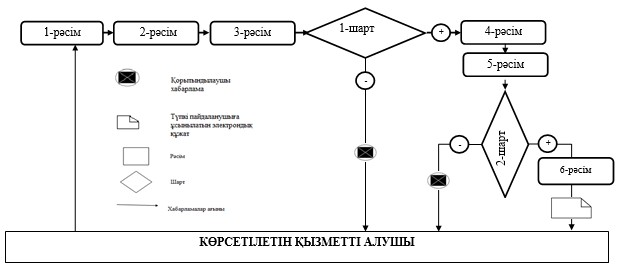 1-рәсім
2-рәсім
3-рәсім
1-шарт
+
4-рәсім
5-рәсім
-
Қорытындылаушы
хабарлама
Түпкі пайдаланушыға
ұсынылатын электрондық
құжат
Рәсім
Шарт
Хабарламалар ағыны
-
2-шарт
+
6-рәсім
КӨРСЕТІЛЕТІН ҚЫЗМЕТТІ АЛУШЫ